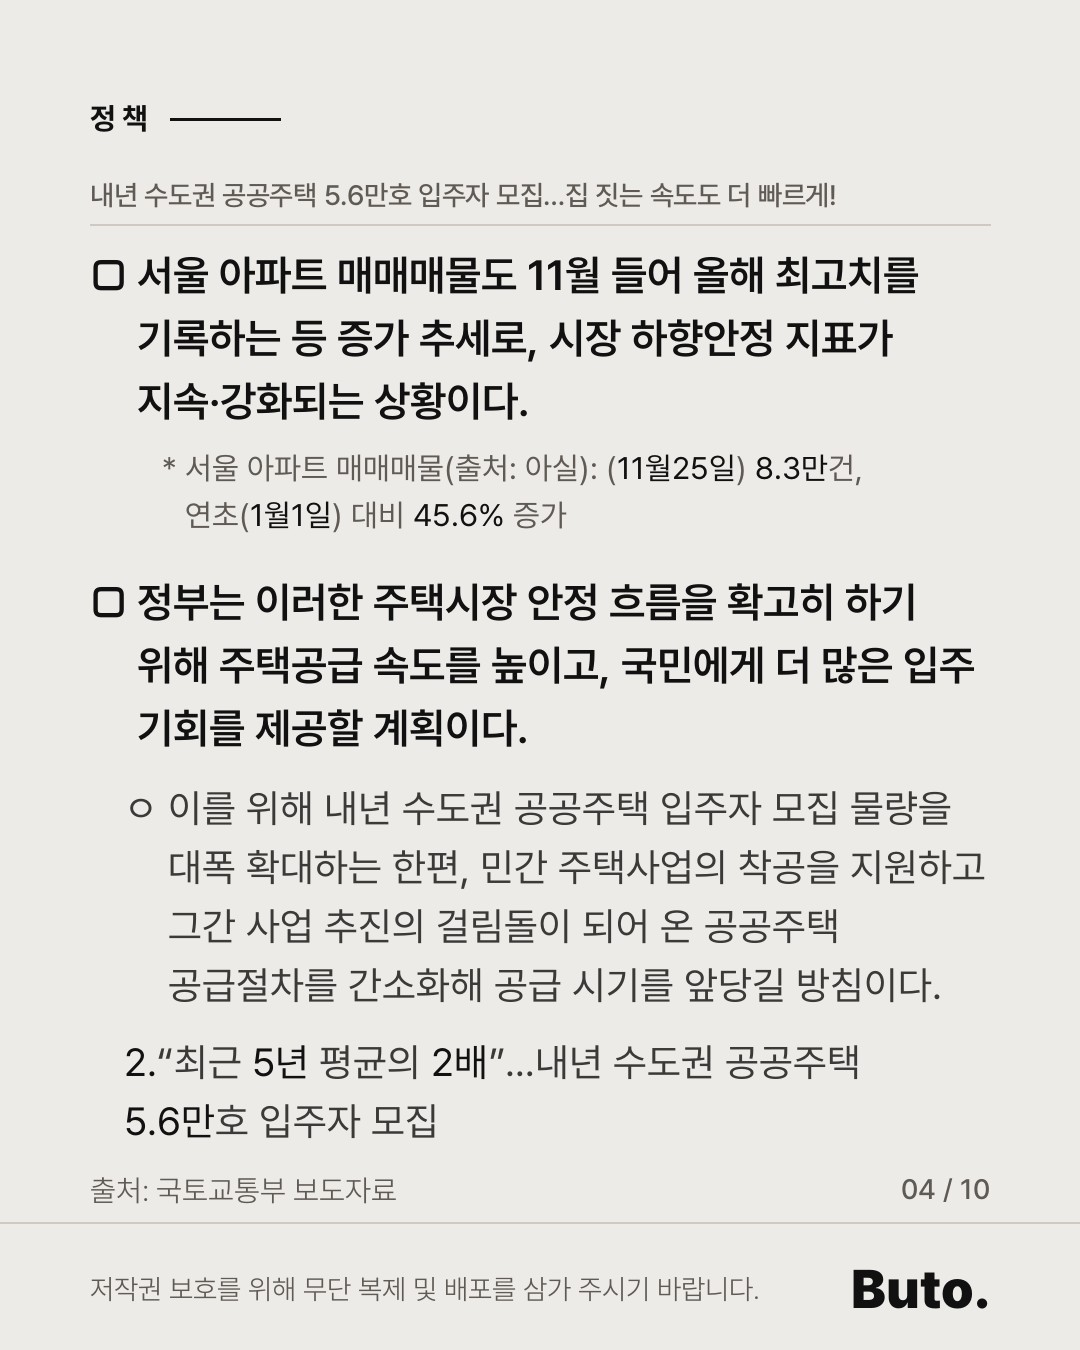 정책
내년 수도권 공공주택 5.6만호 입주자 모집...집 짓는 속도도 더 빠르게!
□ 서울 아파트 매매매물도 11월 들어 올해 최고치를
기록하는 등 증가 추세로, 시장 하향안정 지표가
지속·강화되는 상황이다.
* 서울 아파트 매매매물(출처: 아실): (11월25일) 8.3만건,
연초(1월1일) 대비 45.6% 증가
□ 정부는 이러한 주택시장 안정 흐름을 확고히 하기
위해 주택공급 속도를 높이고, 국민에게 더 많은 입주
기회를 제공할 계획이다.
ㅇ 이를 위해 내년 수도권 공공주택 입주자 모집 물량을
대폭 확대하는 한편, 민간 주택사업의 착공을 지원하고
그간 사업 추진의 걸림돌이 되어 온 공공주택
공급절차를 간소화해 공급 시기를 앞당길 방침이다.
2.“최근 5년 평균의 2배”...내년 수도권 공공주택
5.6만호 입주자 모집
출처: 국토교통부 보도자료
04 / 10
저작권 보호를 위해 무단 복제 및 배포를 삼가 주시기 바랍니다.
Buto.